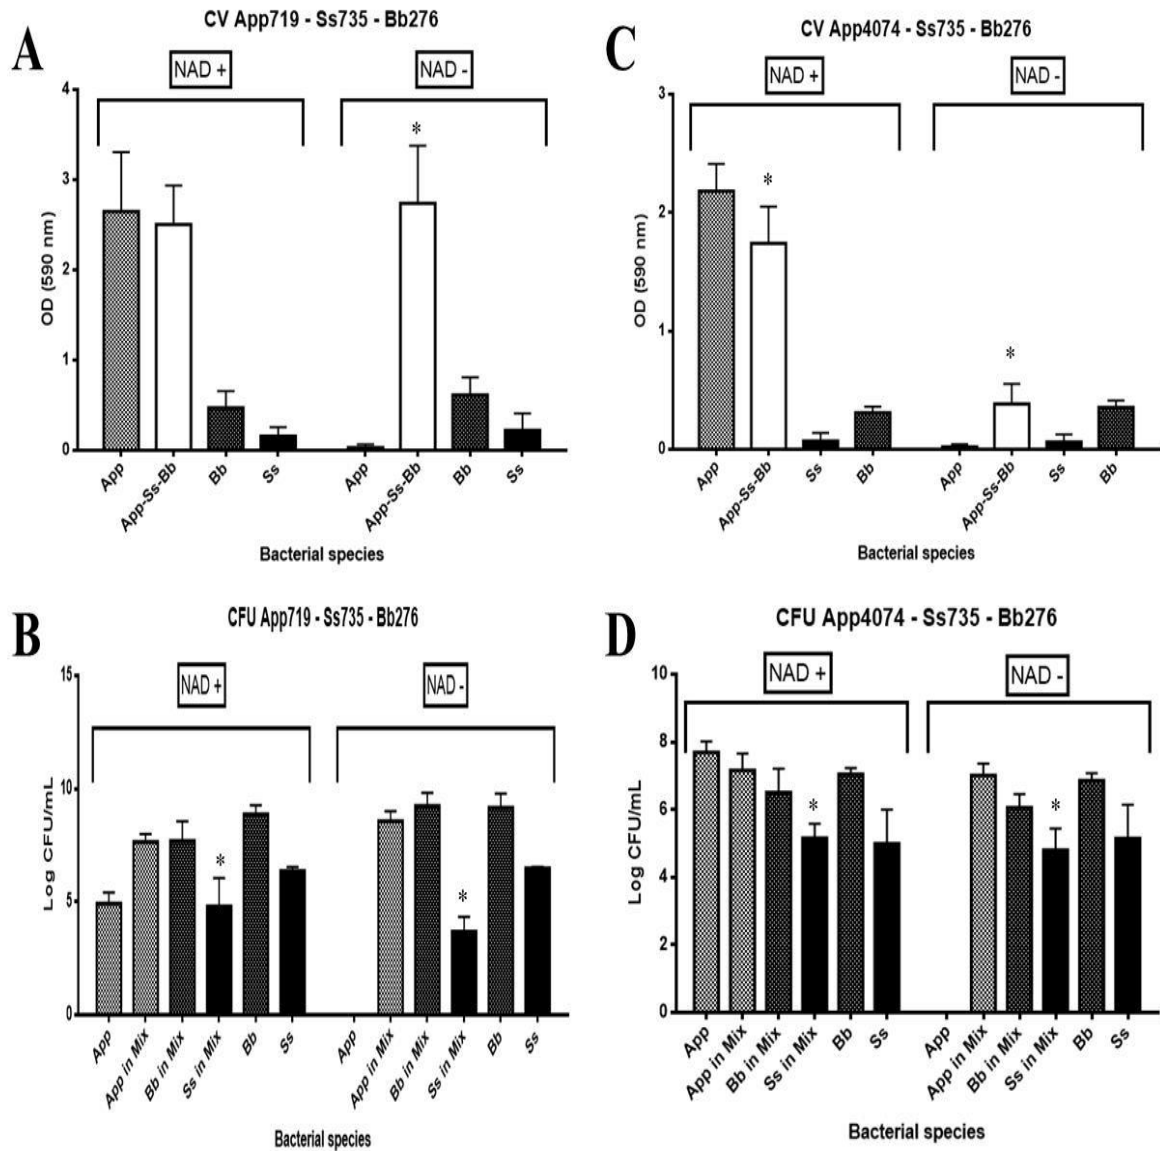 A
CV App719 - Ss735 - Bb276
NAD +
NAD -
4
3
2
1
0
OD (590 nm)
*
App
App-Ss-Bb
Bb
Ss
App
App-Ss-Bb
Bb
Ss
Bacterial species
C
CV App4074 - Ss735 - Bb276
NAD +
NAD -
3
2
1
0
OD (590 nm)
*
*
App
App-Ss-Bb
Ss
Bb
App
App-Ss-Bb
Ss
Bb
Bacterial species
B
CFU App719 - Ss735 - Bb276
NAD +
NAD -
15
10
5
0
Log CFU/mL
*
*
App
App in Mix
Bb in Mix
Ss in Mix
Bb
Ss
App
App in Mix
Bb in Mix
Ss in Mix
Bb
Ss
Bacterial species
D
CFU App4074 - Ss735 - Bb276
NAD +
NAD -
10
8
6
4
2
0
Log CFU/mL
*
*
App
App in Mix
Bb in Mix
Ss in Mix
Bb
Ss
App
App in Mix
Bb in Mix
Ss in Mix
Bb
Ss
Bacterial species